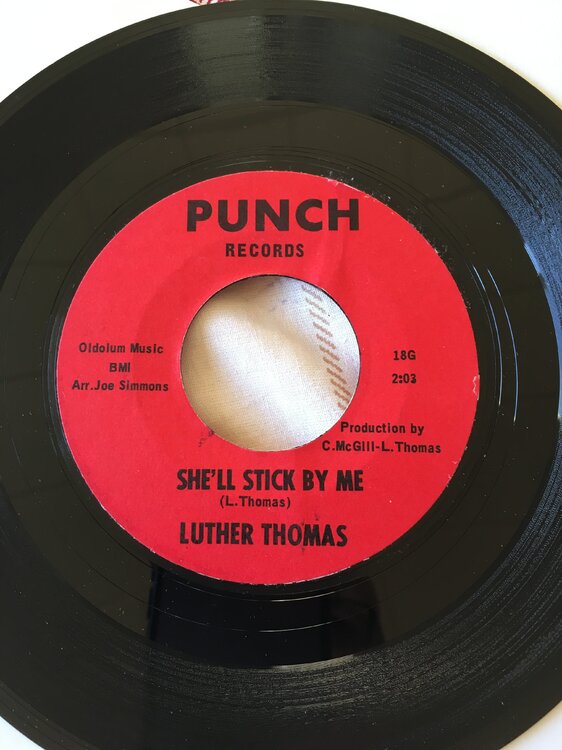 PUNCH
RECORDS
Oldolum Music
BMI
Arr.Joe Simmons
18G
2:03
Production by
C.McGill-L.Thomas
SHE'LL STICK BY ME
(L.Thomas)
LUTHER THOMAS